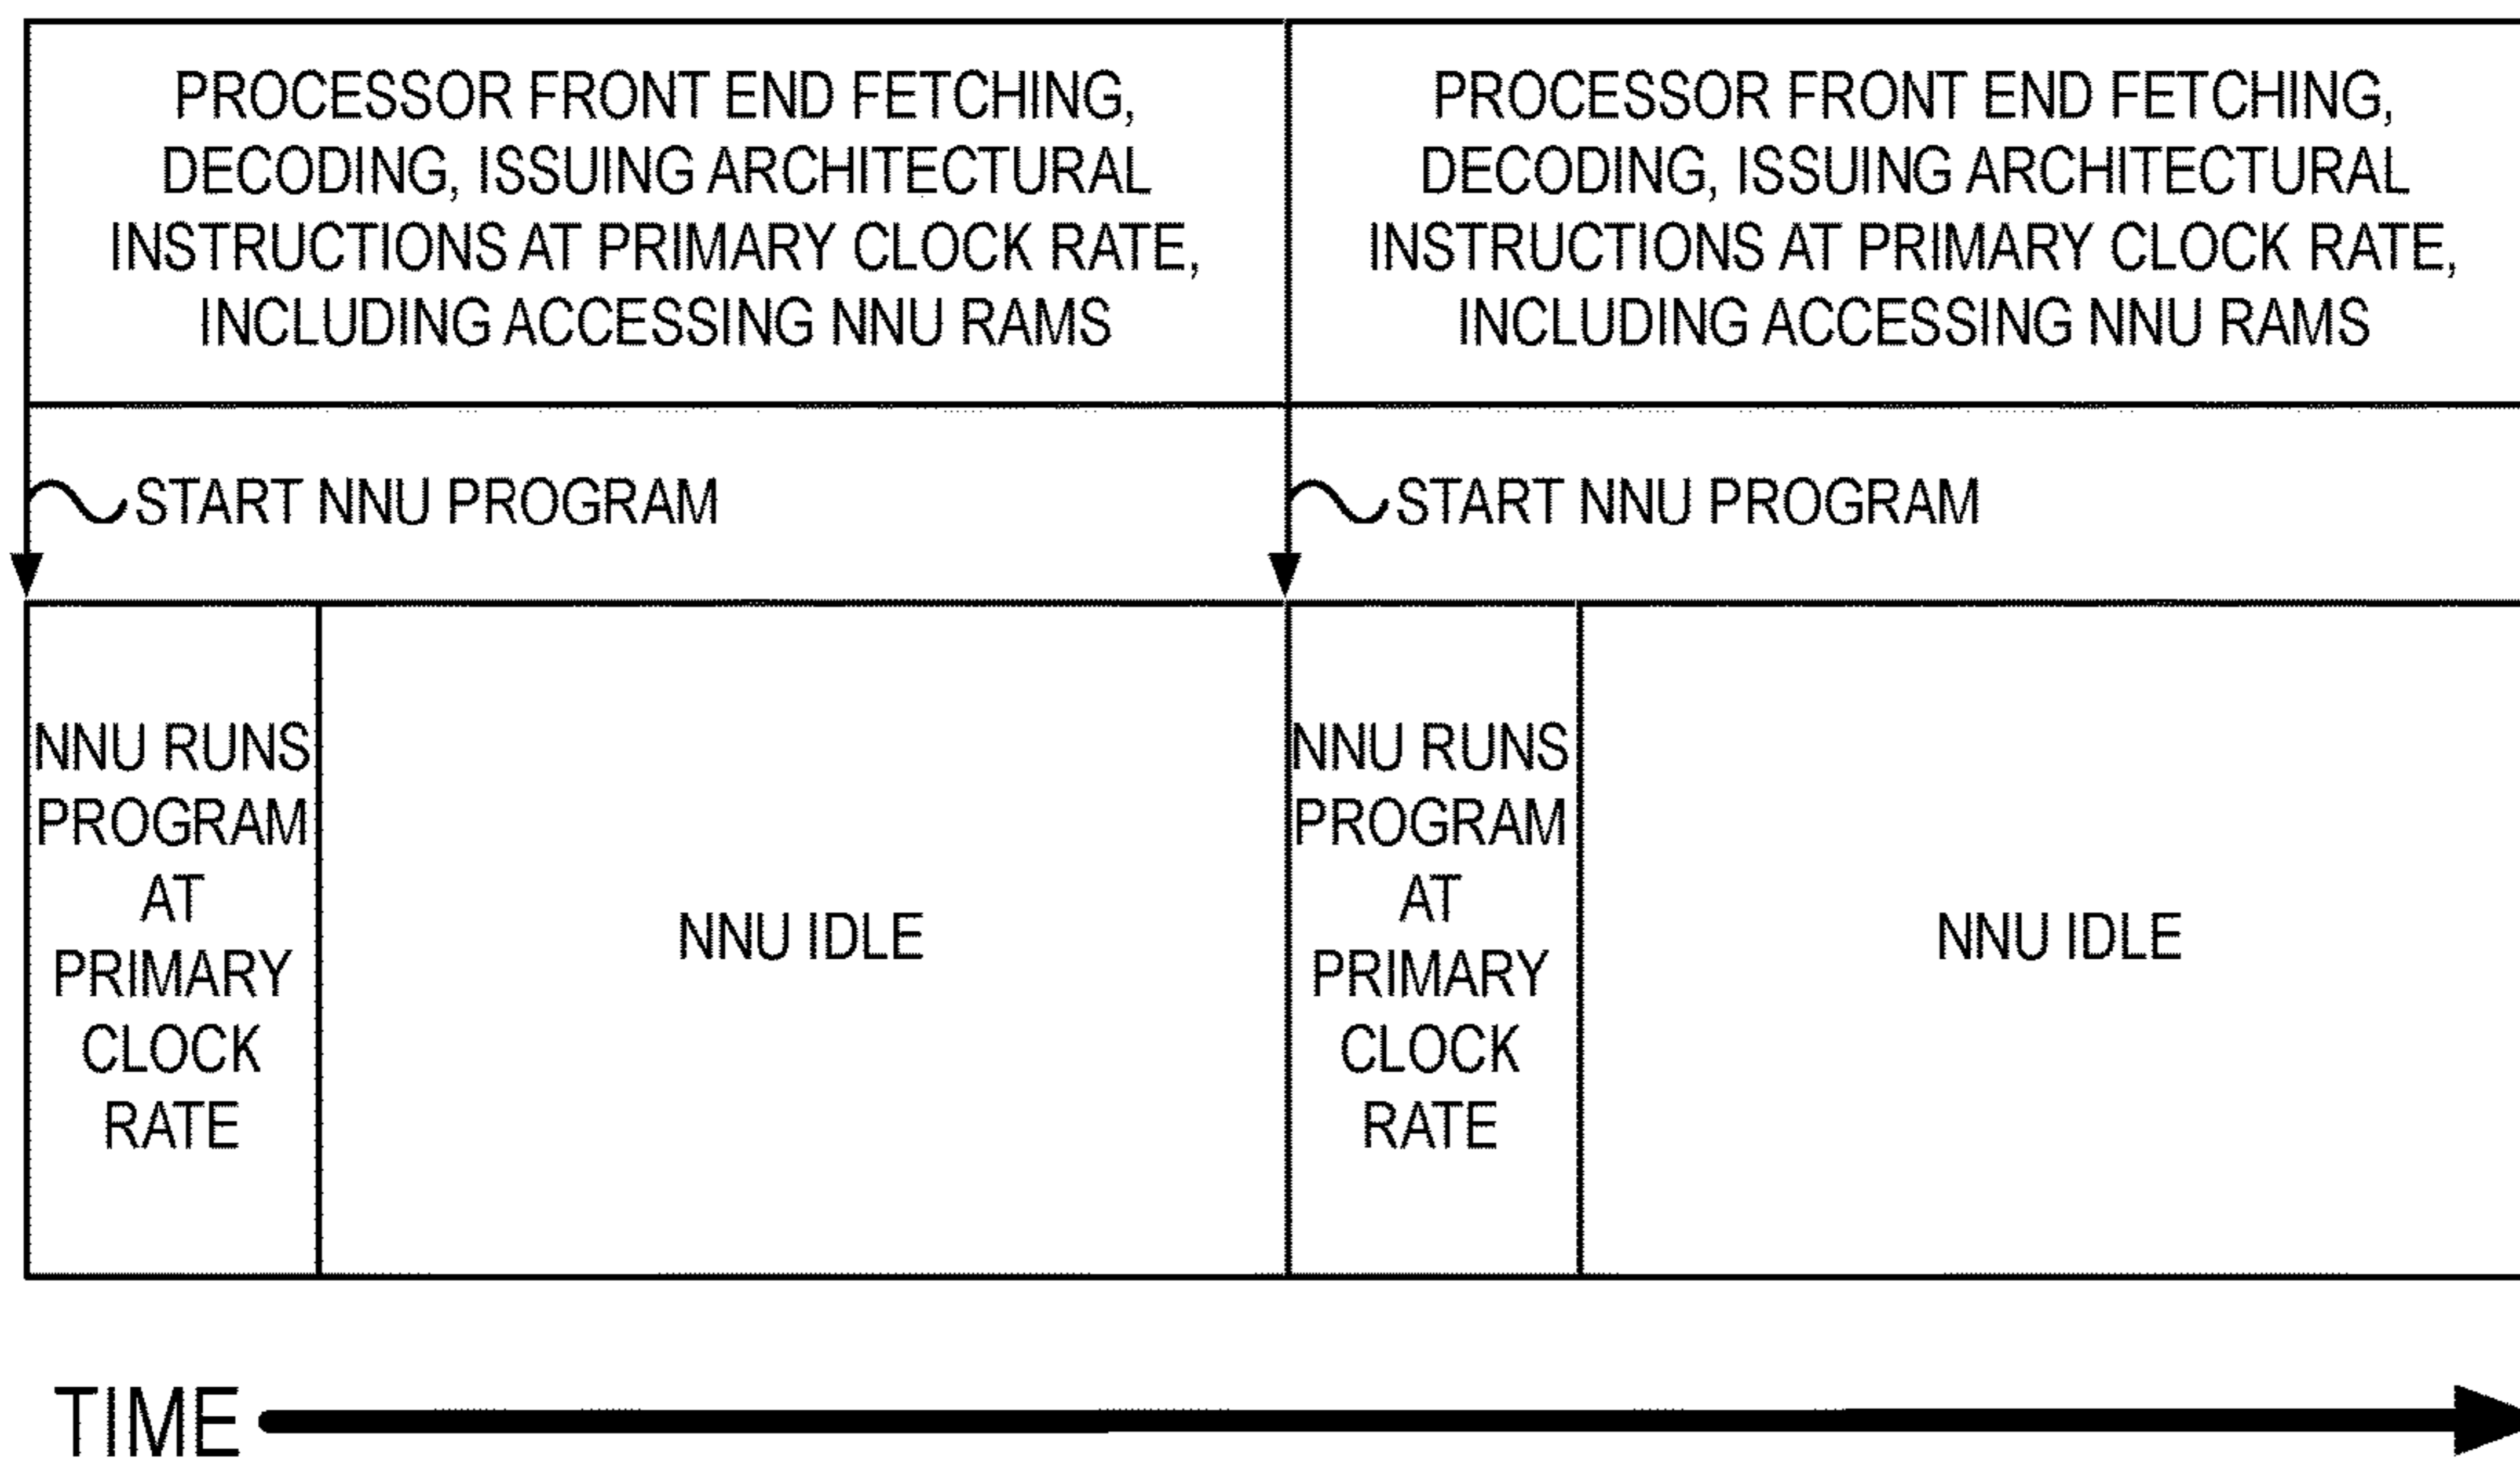 PROCESSOR FRONT END FETCHING,
DECODING, ISSUING ARCHITECTURAL
INSTRUCTIONS AT PRIMARY CLOCK RATE,
INCLUDING ACCESSING NNU RAMS
PROCESSOR FRONT END FETCHING,
DECODING, ISSUING ARCHITECTURAL
INSTRUCTIONS AT PRIMARY CLOCK RATE,
INCLUDING ACCESSING NNU RAMS
START NNU PROGRAM
START NNU PROGRAM
NNU RUNS
PROGRAM
AT
PRIMARY
CLOCK
RATE
NNU IDLE
NNU RUNS
PROGRAM
AT
PRIMARY
CLOCK
RATE
NNU IDLE
TIME